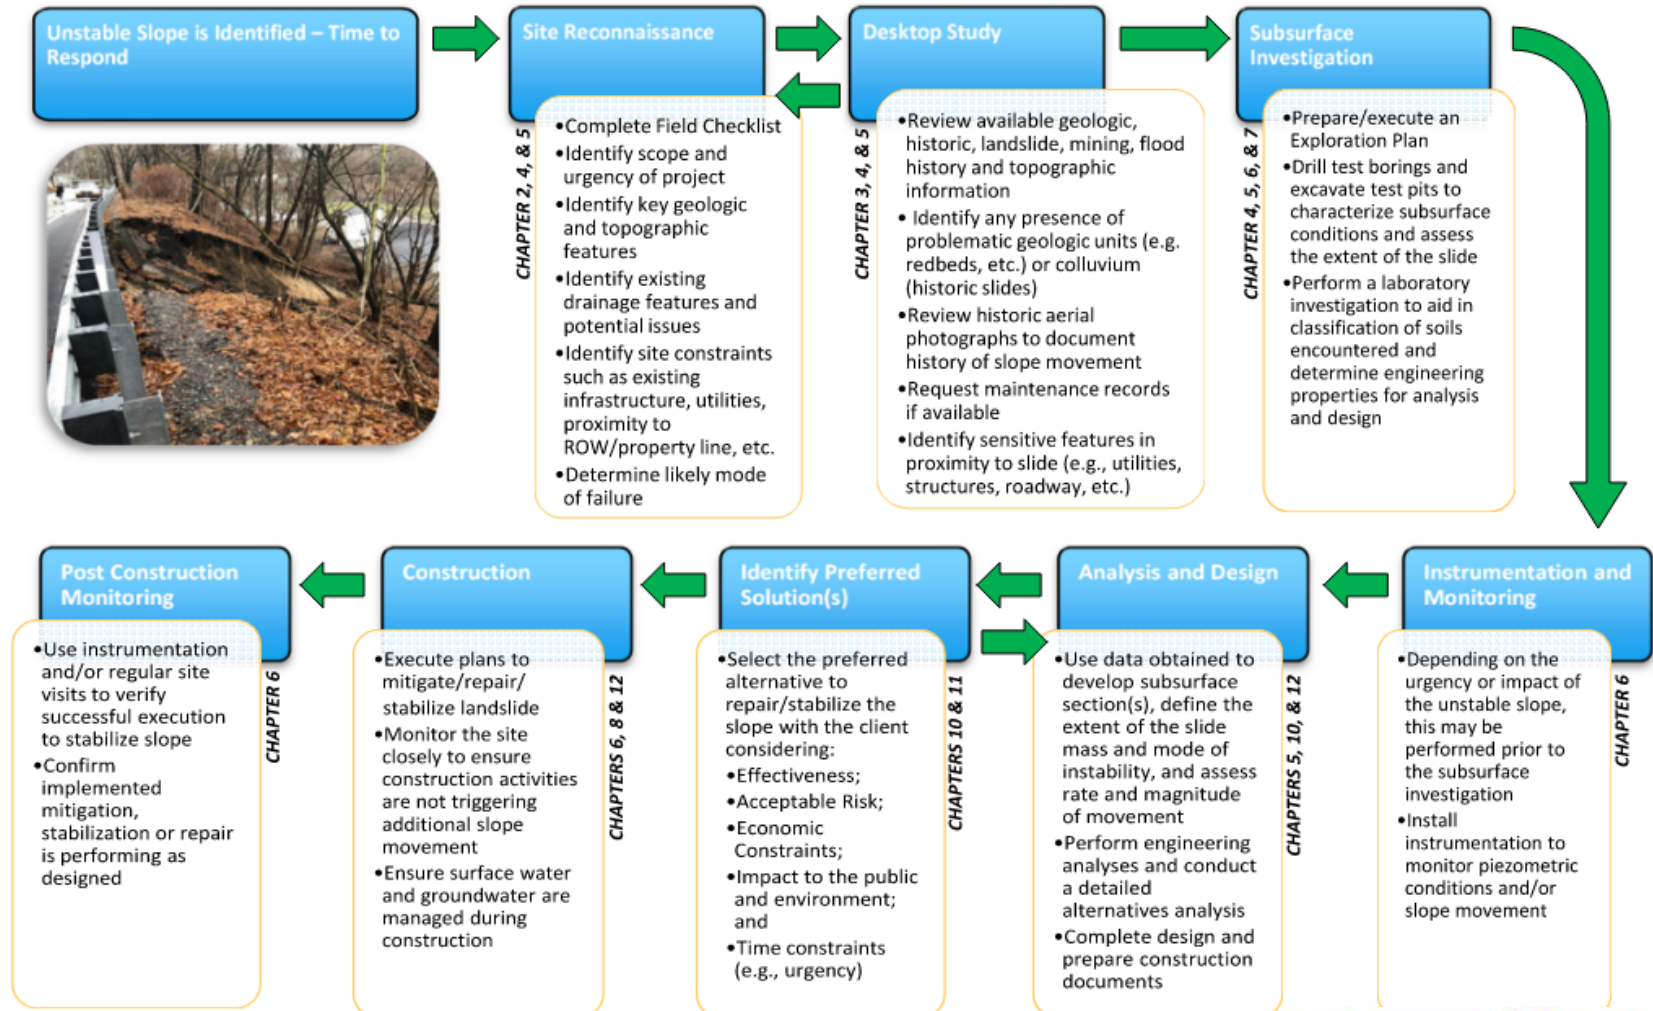 Unstable Slope is Identified – Time to
Respond
Site Reconnaissance
CHAPTER 2, 4, & 5
•Complete Field Checklist
•Identify scope and
urgency of project
•Identify key geologic
and topographic
features
•Identify existing
drainage features and
potential issues
•Identify site constraints
such as existing
infrastructure, utilities,
proximity to
ROW/property line, etc.
•Determine likely mode
of failure
Desktop Study
CHAPTER 3, 4, & 5
•Review available geologic,
historic, landslide, mining, flood
history and topographic
information
• Identify any presence of
problematic geologic units (e.g.
redbeds, etc.) or colluvium
(historic slides)
•Review historic aerial
photographs to document
history of slope movement
•Request maintenance records
if available
•Identify sensitive features in
proximity to slide (e.g., utilities,
structures, roadway, etc.)
Subsurface
Investigation
CHAPTER 4, 5, 6, & 7
•Prepare/execute an
Exploration Plan
•Drill test borings and
excavate test pits to
characterize subsurface
conditions and assess
the extent of the slide
•Perform a laboratory
investigation to aid in
classification of soils
encountered and
determine engineering
properties for analysis
and design
Post Construction
Monitoring
•Use instrumentation
and/or regular site
visits to verify
successful execution
to stabilize slope
•Confirm
implemented
mitigation,
stabilization or repair
is performing as
designed
CHAPTER 6
Construction
•Execute plans to
mitigate/repair/
stabilize landslide
•Monitor the site
closely to ensure
construction activities
are not triggering
additional slope
movement
•Ensure surface water
and groundwater are
managed during
construction
CHAPTERS 6, 8 & 12
Identify Preferred
Solution(s)
•Select the preferred
alternative to
repair/stabilize the
slope with the client
considering:
•Effectiveness;
•Acceptable Risk;
•Economic
Constraints;
•Impact to the public
and environment;
and
•Time constraints
(e.g., urgency)
CHAPTERS 10 & 11
Analysis and Design
•Use data obtained to
develop subsurface
section(s), define the
extent of the slide
mass and mode of
instability, and assess
rate and magnitude
of movement
•Perform engineering
analyses and conduct
a detailed
alternatives analysis
•Complete design and
prepare construction
documents
CHAPTERS 5, 10, & 12
Instrumentation and
Monitoring
•Depending on the
urgency or impact of
the unstable slope,
this may be
performed prior to
the subsurface
investigation
•Install
instrumentation to
monitor piezometric
conditions and/or
slope movement
CHAPTER 6